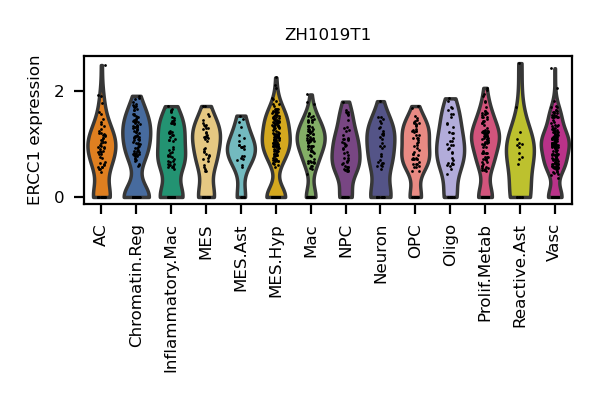 ZH1019T1
ERCC1 expression
2
0
AC
Chromatin.Reg
Inflammatory.Mac
MES
MES.Ast
MES.Hyp
Mac
NPC
Neuron
OPC
Oligo
Prolif.Metab
Reactive.Ast
Vasc